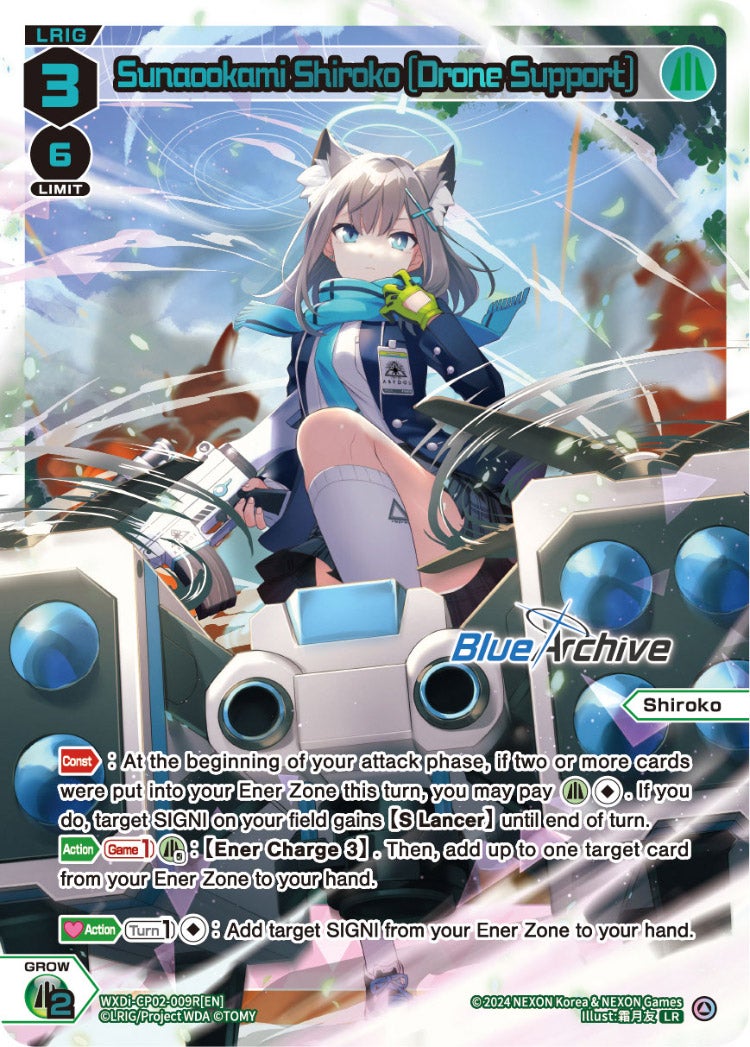 LRIG
3
Sunaookami Shiroko (Drone Support)
6
LIMIT
ABYDOS
Blue Archive
Shiroko
Const : At the beginning of your attack phase, if two or more cards
were put into your Ener Zone this turn, you may pay . If you
do, target SIGNI on your field gains 【S Lancer】 until end of turn.
Action Game 1 0 : 【Ener Charge 3】. Then, add up to one target card
from your Ener Zone to your hand.
Action Turn 1 : Add target SIGNI from your Ener Zone to your hand.
GROW
2
WXDi-CP02-009R[EN]
©LRIG/Project WDA ©TOMY
©2024 NEXON Korea & NEXON Games
Illust:霜月友 LR